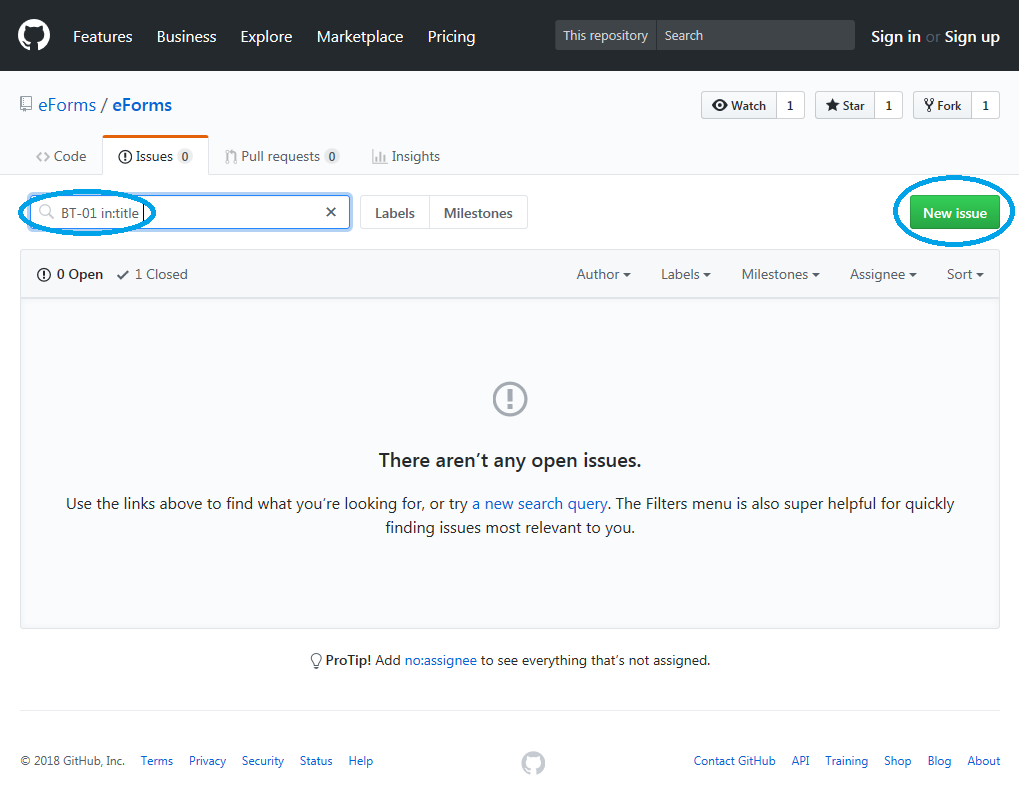 Features Business Explore Marketplace Pricing This repository Search Sign in or Sign up
eForms / eForms Watch 1 Star 1 Fork 1
Code Issues 0 Pull requests 0 Insights
BT-01 in:title Labels Milestones New issue
0 Open 1 Closed Author Labels Milestones Assignee Sort
There aren’t any open issues.
Use the links above to find what you’re looking for, or try a new search query. The Filters menu is also super helpful for quickly
finding issues most relevant to you.
ProTip! Add no:assignee to see everything that’s not assigned.
© 2018 GitHub, Inc. Terms Privacy Security Status Help Contact GitHub API Training Shop Blog About